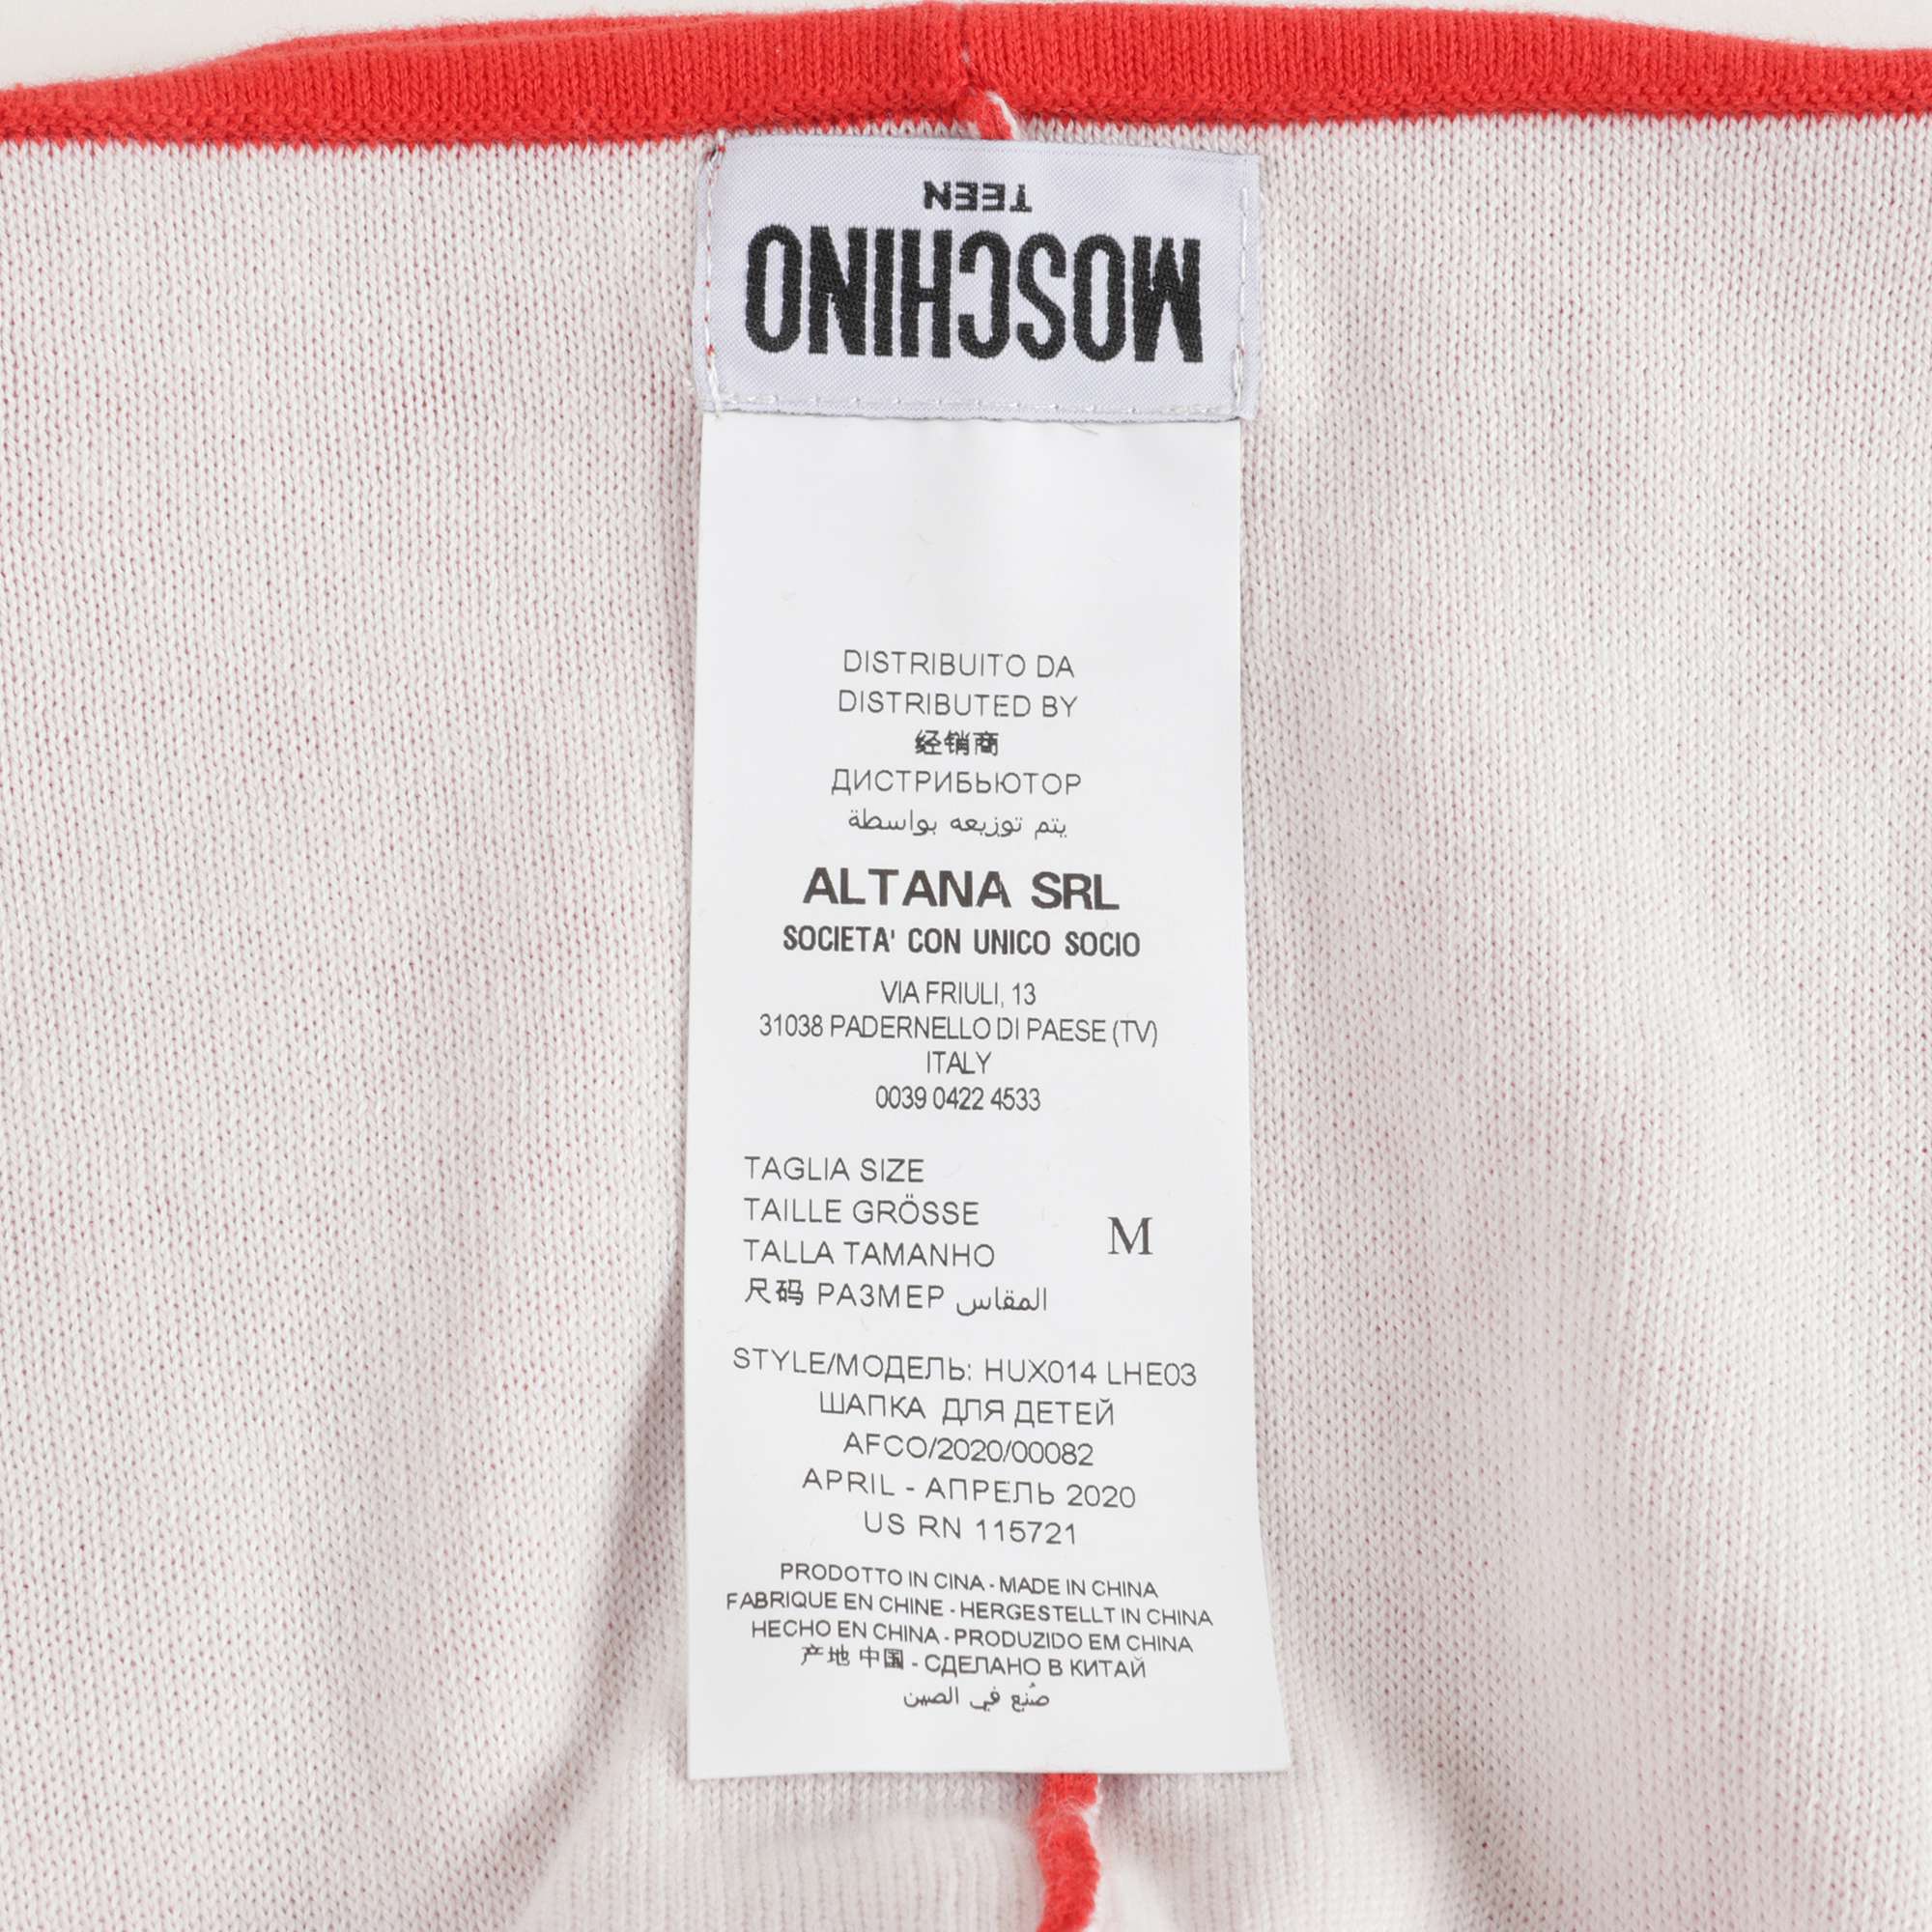 MOSCHINO
TEEN
DISTRIBUITO DA
DISTRIBUTED BY
经销商
ДИСТРИБЬЮТОР
يتم توزيعه بواسطة
ALTANA SRL
SOCIETA' CON UNICO SOCIO
VIA FRIULI, 13
31038 PADERNELLO DI PAESE (TV)
ITALY
0039 0422 4533
TAGLIA SIZE
TAILLE GRÖSSE
TALLA TAMANHO
尺码 РАЗМЕР المقاس
M
STYLE/МОДЕЛЬ: HUX014 LHE03
ШАПКА ДЛЯ ДЕТЕЙ
AFCO/2020/00082
APRIL - АПРЕЛЬ 2020
US RN 115721
PRODOTTO IN CINA - MADE IN CHINA
FABRIQUE EN CHINE - HERGESTELLT IN CHINA
HECHO EN CHINA - PRODUZIDO EM CHINA
产地 中国 - СДЕЛАНО В КИТАЙ
صُنع في الصين